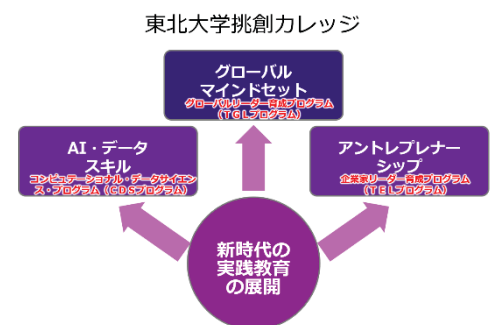 東北大学挑創カレッジ
グローバル
マインドセット
グローバルリーダー育成プログラム
（TGLプログラム）
AI・データ
スキル
コンピュテーショナル・データサイエン
ス・プログラム（CDSプログラム）
アントレプレナー
シップ
企業家リーダー育成プログラム
（TELプログラム）
新時代の
実践教育
の展開